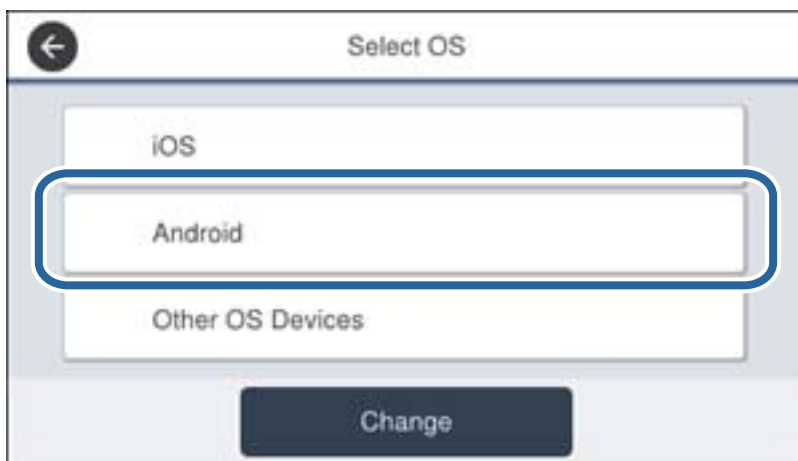 Select OS
iOS
Android
Other OS Devices
Change